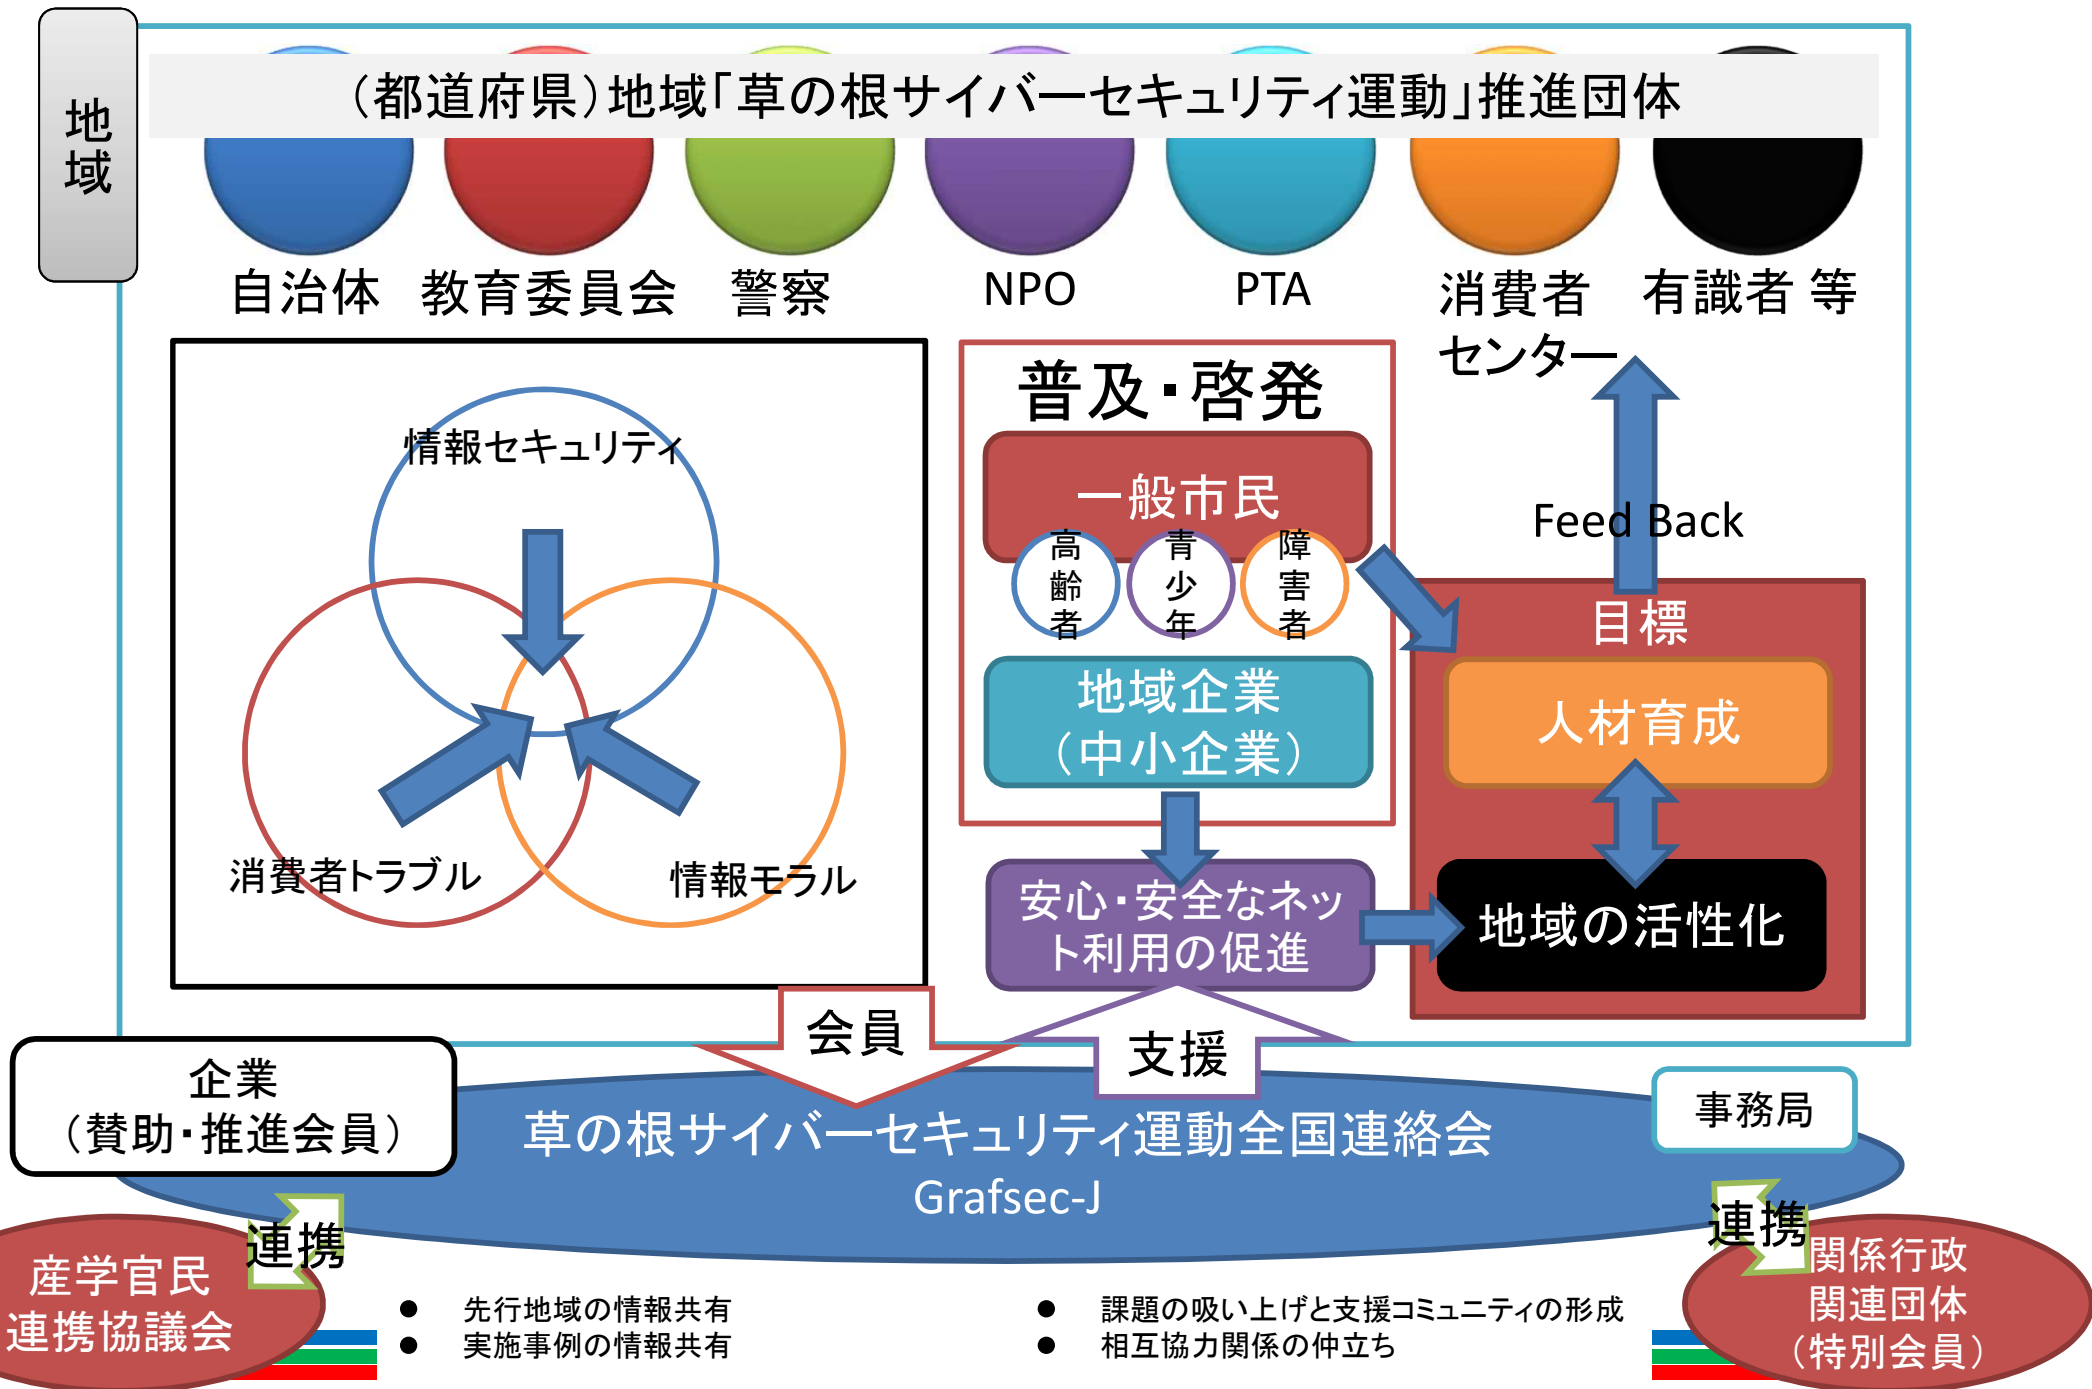 地域
（都道府県）地域「草の根サイバーセキュリティ運動」推進団体
自治体
教育委員会
警察
NPO
PTA
消費者
センター
有識者 等
情報セキュリティ
消費者トラブル
情報モラル
普及・啓発
一般市民
高齢者
青少年
障害者
地域企業
（中小企業）
安心・安全なネッ
ト利用の促進
Feed Back
目標
人材育成
地域の活性化
会員
支援
企業
（賛助・推進会員）
草の根サイバーセキュリティ運動全国連絡会
Grafsec-J
事務局
連携
連携
産学官民
連携協議会
関係行政
関連団体
（特別会員）
● 先行地域の情報共有
● 実施事例の情報共有
● 課題の吸い上げと支援コミュニティの形成
● 相互協力関係の仲立ち